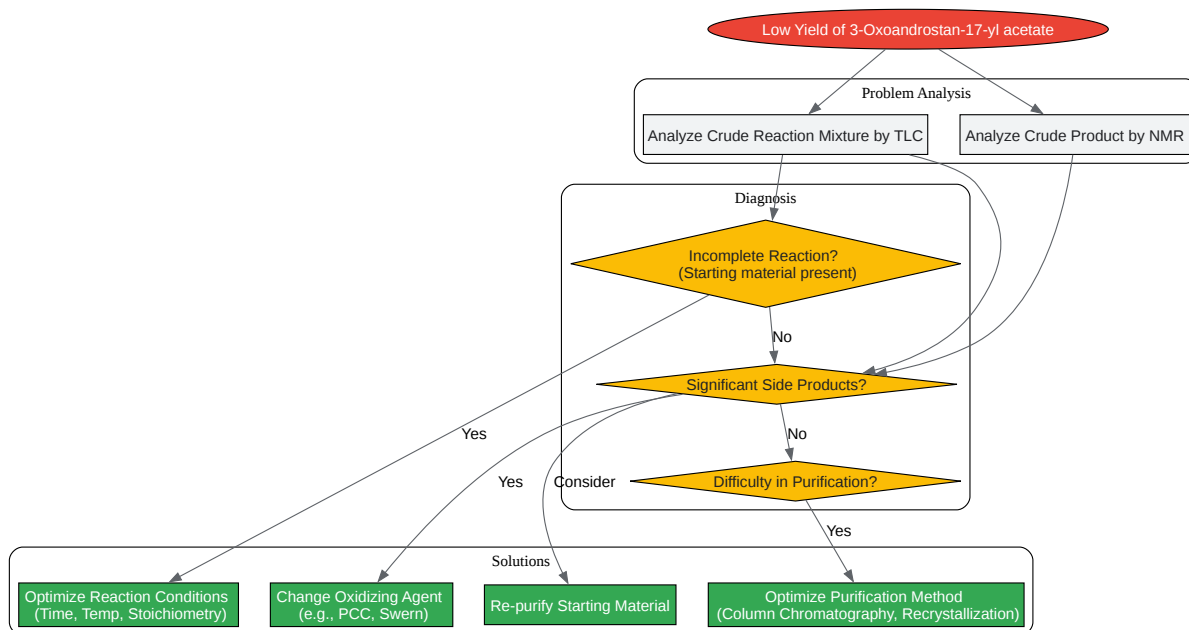 Low Yield of 3-Oxoandrostan-17-yl acetate
Problem Analysis
Analyze Crude Reaction Mixture by TLC
Analyze Crude Product by NMR
Diagnosis
Incomplete Reaction?
(Starting material present)
No
Significant Side Products?
Yes
No
Yes
Consider
Difficulty in Purification?
Yes
Solutions
Optimize Reaction Conditions
(Time, Temp, Stoichiometry)
Change Oxidizing Agent
(e.g., PCC, Swern)
Re-purify Starting Material
Optimize Purification Method
(Column Chromatography, Recrystallization)